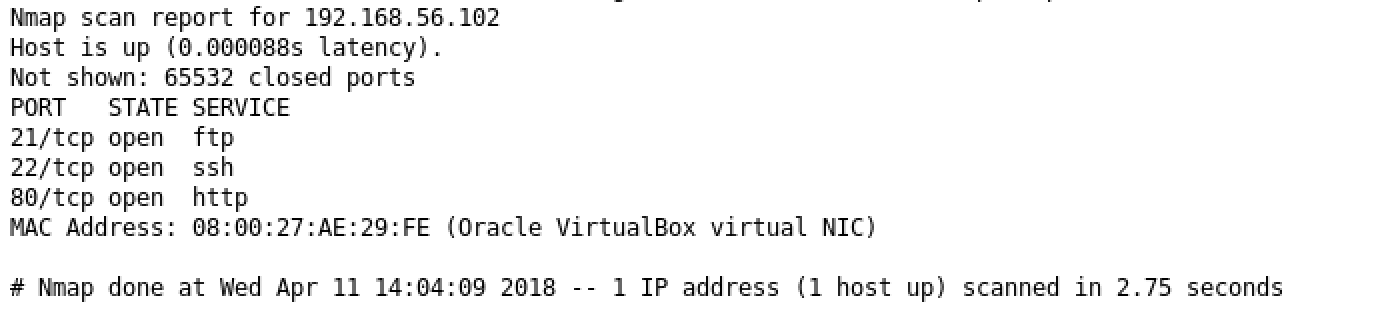 Nmap scan report for 192.168.56.102
Host is up (0.000088s latency).
Not shown: 65532 closed ports
PORT   STATE SERVICE
21/tcp open  ftp
22/tcp open  ssh
80/tcp open  http
MAC Address: 08:00:27:AE:29:FE (Oracle VirtualBox virtual NIC)

# Nmap done at Wed Apr 11 14:04:09 2018 -- 1 IP address (1 host up) scanned in 2.75 seconds